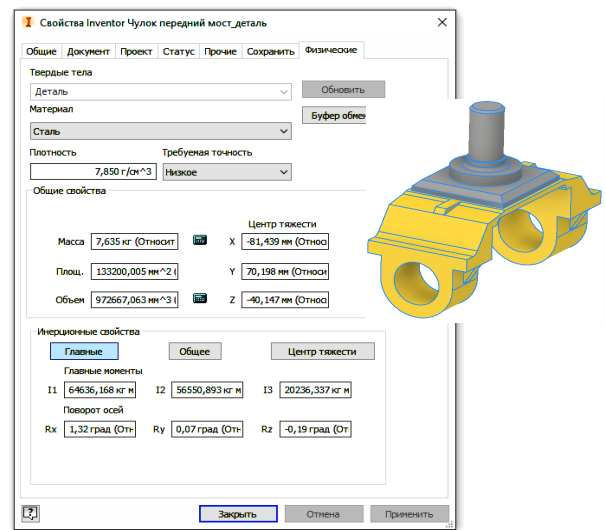 Свойства Inventor Чулок передний мост_деталь
Общие Документ Проект Статус Прочие Сохранить Физические
Твердые тела
Деталь Обновить
Материал Буфер обмен
Сталь
Плотность Требуемая точность
7,850 г/см^3 Низкое
Общие свойства
Центр тяжести
Масса 7,635 кг (Относит X -81,439 мм (Относ
Площ. 133200,005 мм^2 ( Y 70,198 мм (Относи
Объем 972667,063 мм^3 ( Z -40,147 мм (Относ
Инерционные свойства
Главные Общее Центр тяжести
Главные моменты
I1 64636,168 кг м I2 56550,893 кг м I3 20236,337 кг м
Поворот осей
Rx 1,32 град (Отн Ry 0,07 град (Отн Rz -0,19 град (От
Закрыть Отмена Применить